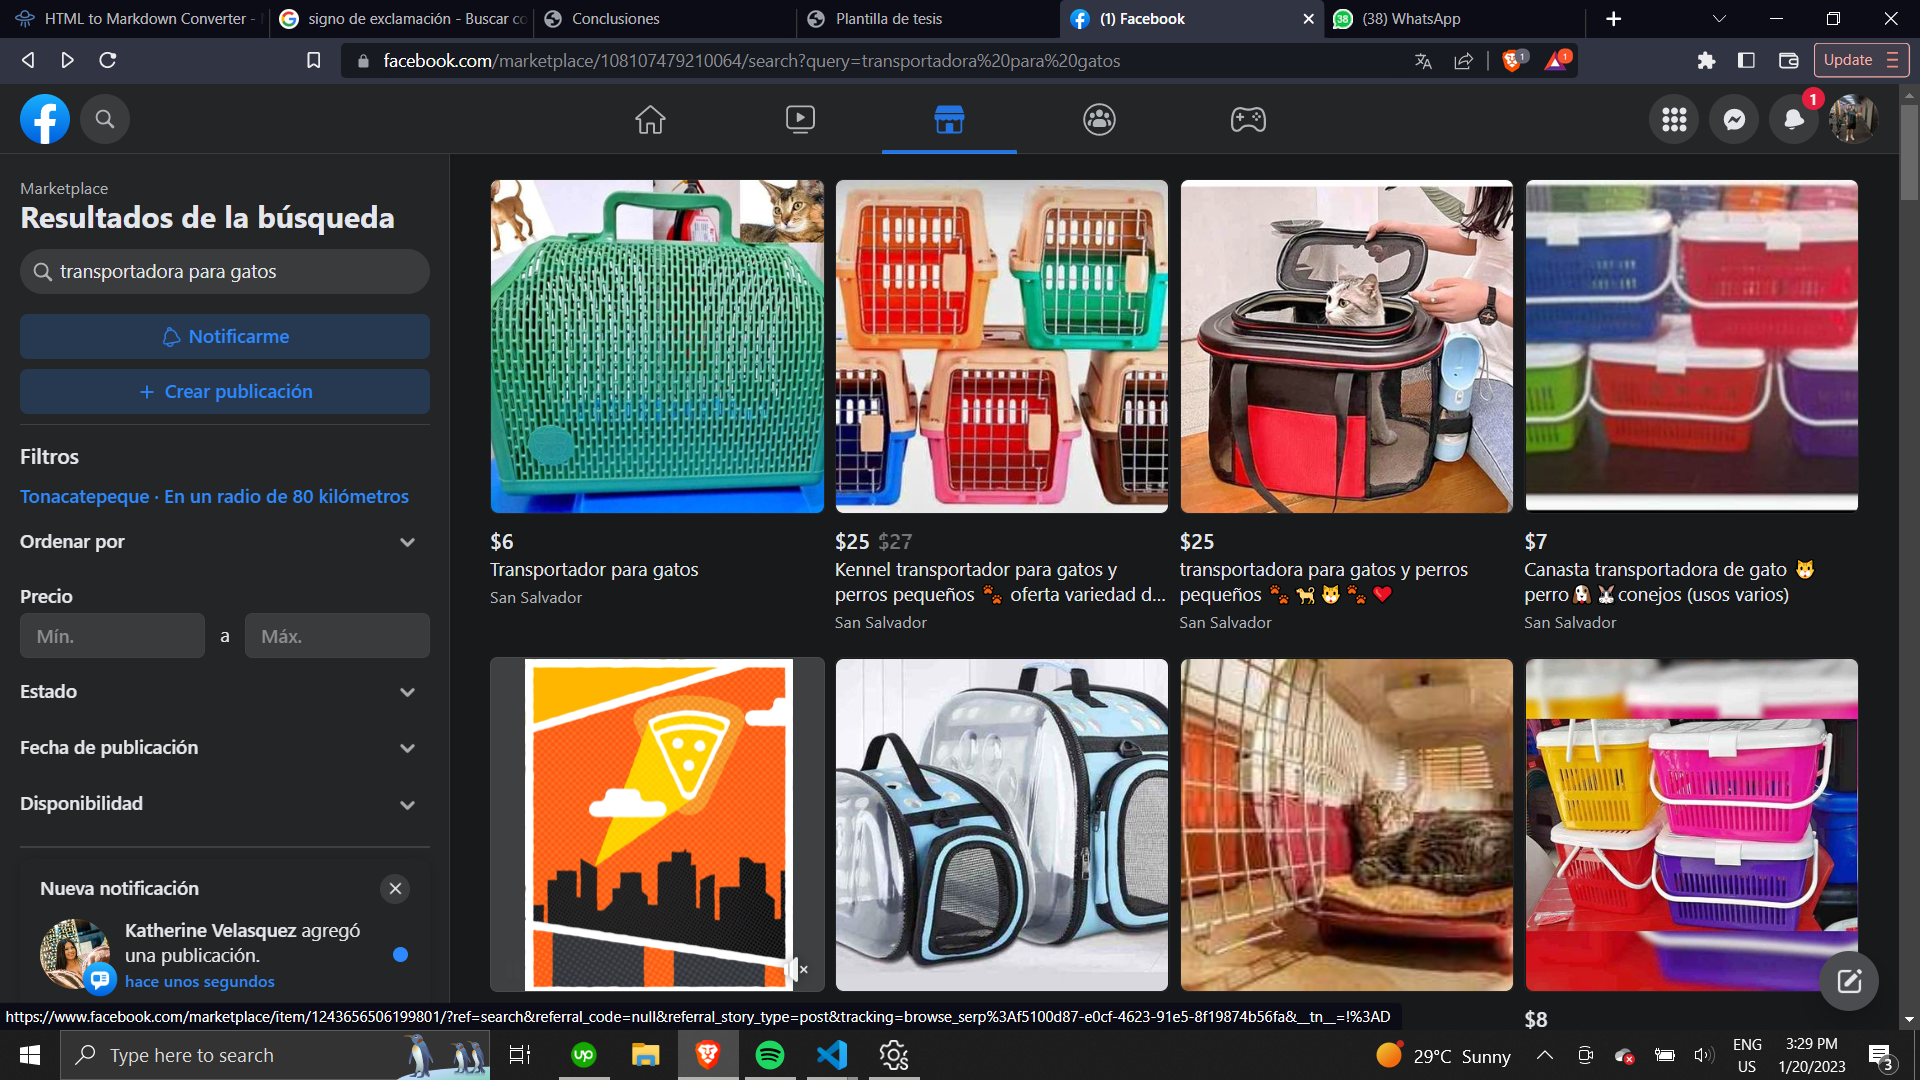 HTML to Markdown Converter -
signo de exclamación - Buscar co
Conclusiones
Plantilla de tesis
(1) Facebook
38
(38) WhatsApp
facebook.com/marketplace/108107479210064/search?query=transportadora%20para%20gatos
1
1
Update
1
Marketplace
Resultados de la búsqueda
transportadora para gatos
Notificarme
+ Crear publicación
Filtros
Tonacatepeque · En un radio de 80 kilómetros
Ordenar por
Precio
Mín.
a
Máx.
Estado
Fecha de publicación
Disponibilidad
Nueva notificación
Katherine Velasquez agregó
una publicación.
hace unos segundos
$6
Transportador para gatos
San Salvador
$25 $27
Kennel transportador para gatos y
perros pequeños 🐾 oferta variedad d...
San Salvador
$25
transportadora para gatos y perros
pequeños 🐾 🐈 🐱 🐾 ❤️
San Salvador
$7
Canasta transportadora de gato 🐱
perro🐶🐰conejos (usos varios)
San Salvador
$8
https://www.facebook.com/marketplace/item/1243656506199801/?ref=search&referral_code=null&referral_story_type=post&tracking=browse_serp%3Af5100d87-e0cf-4623-91e5-8f19874b56fa&__tn__=!%3AD
Type here to search
up
29°C Sunny
ENG
US
3:29 PM
1/20/2023
3